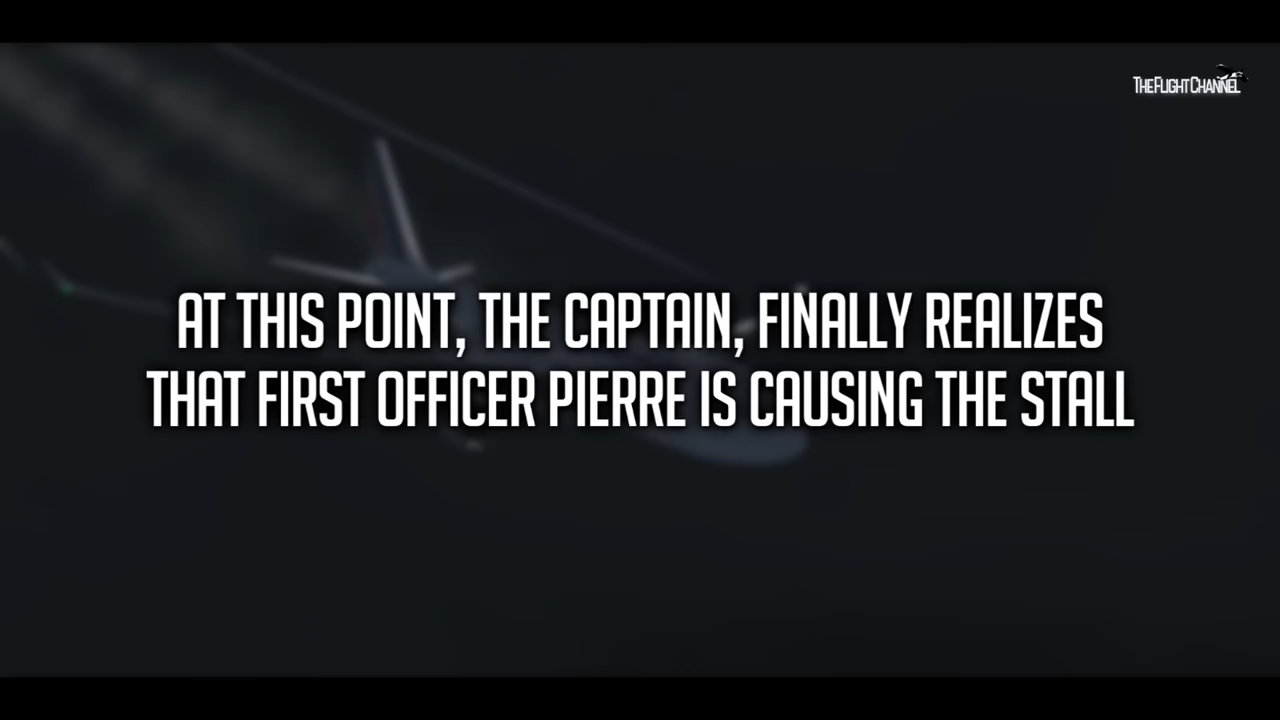 THEFLIGHTCHANNEL
AT THIS POINT, THE CAPTAIN, FINALLY REALIZES
THAT FIRST OFFICER PIERRE IS CAUSING THE STALL